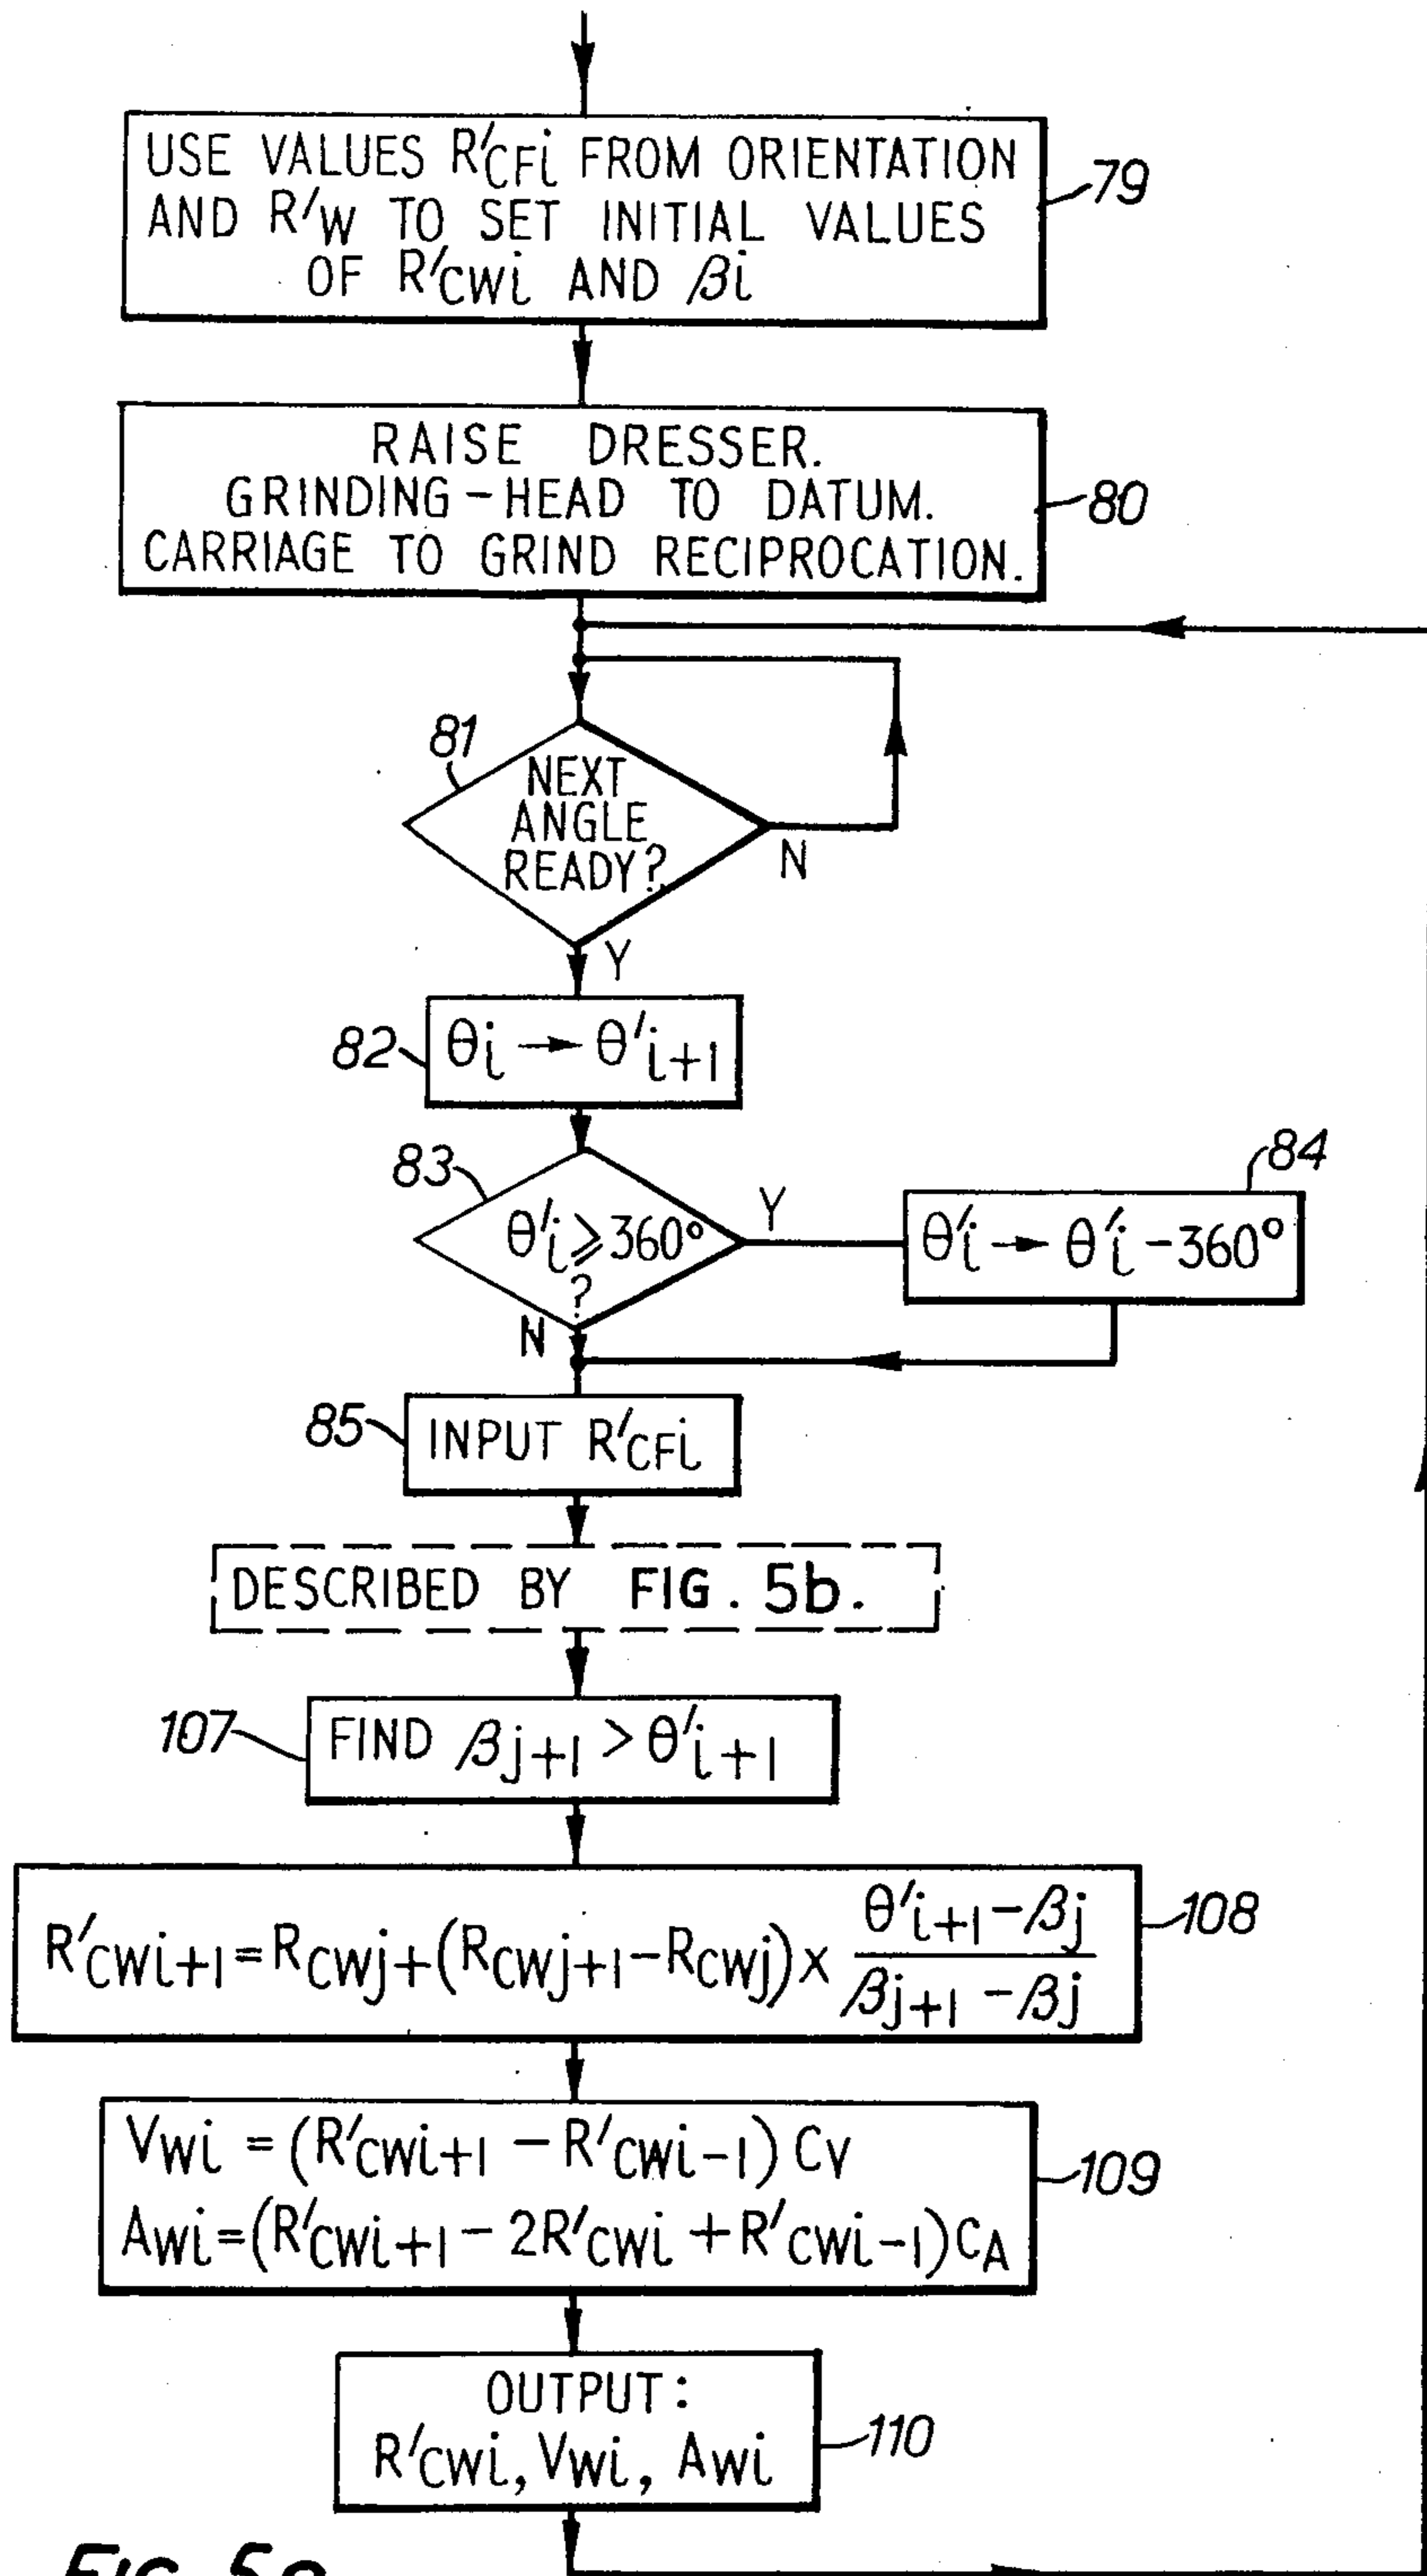 USE VALUES R'CFi FROM ORIENTATION
AND R'W TO SET INITIAL VALUES
OF R'CWi AND βi
79
RAISE DRESSER.
GRINDING-HEAD TO DATUM.
CARRIAGE TO GRIND RECIPROCATION.
80
81
NEXT
ANGLE
READY?
N
Y
82
θi → θ'i+1
83
θ'i ≥ 360°
?
Y
N
84
θ'i → θ'i - 360°
85
INPUT R'CFi
DESCRIBED BY FIG. 5b.
107
FIND βj+1 > θ'i+1
R'CWi+1 = RCWj + (RCWj+1 - RCWj) x (θ'i+1 - βj) / (βj+1 - βj)
108
VWi = (R'CWi+1 - R'CWi-1) CV
AWi = (R'CWi+1 - 2R'CWi + R'CWi-1) CA
109
OUTPUT:
R'CWi, VWi, AWi
110